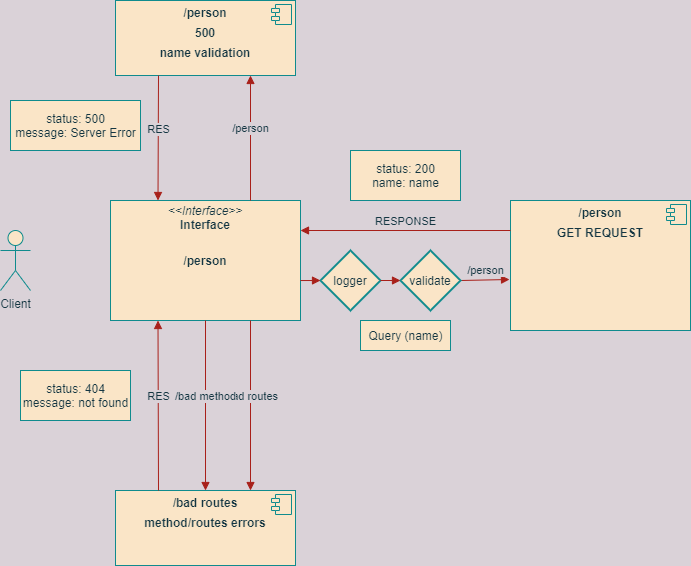 /person
500
name validation
status: 500
message: Server Error
RES
/person
status: 200
name: name
<<Interface>>
Interface
/person
RESPONSE
/person
GET REQUEST
logger
validate
/person
Client
Query (name)
status: 404
message: not found
RES
/bad method
routes
/bad routes
method/routes errors